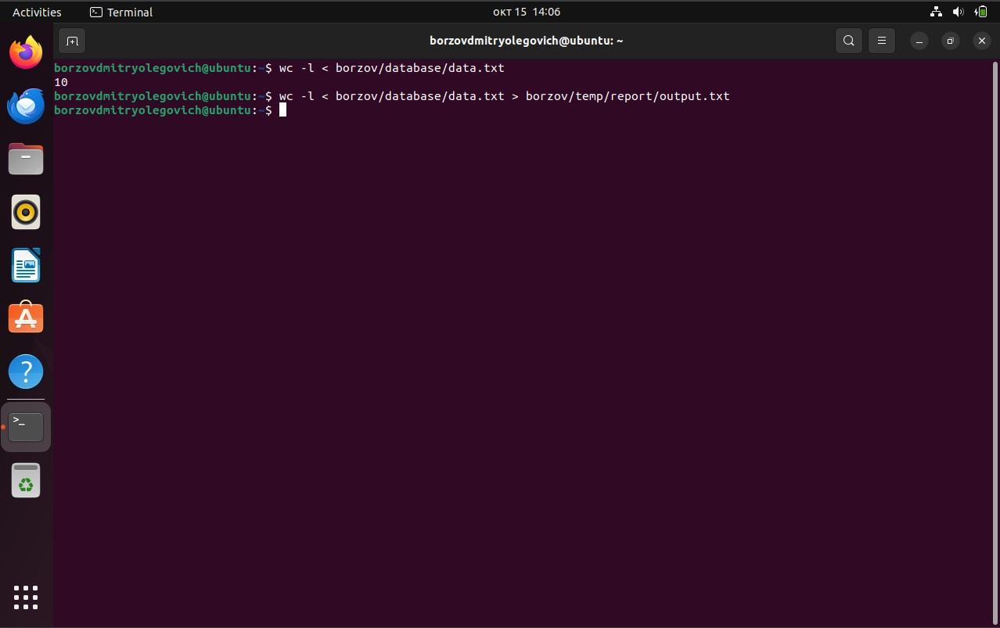 Activities
Terminal
окт 15 14:06
borzovdmitryolegovich@ubuntu: ~
borzovdmitryolegovich@ubuntu:~$ wc -l < borzov/database/data.txt
10
borzovdmitryolegovich@ubuntu:~$ wc -l < borzov/database/data.txt > borzov/temp/report/output.txt
borzovdmitryolegovich@ubuntu:~$